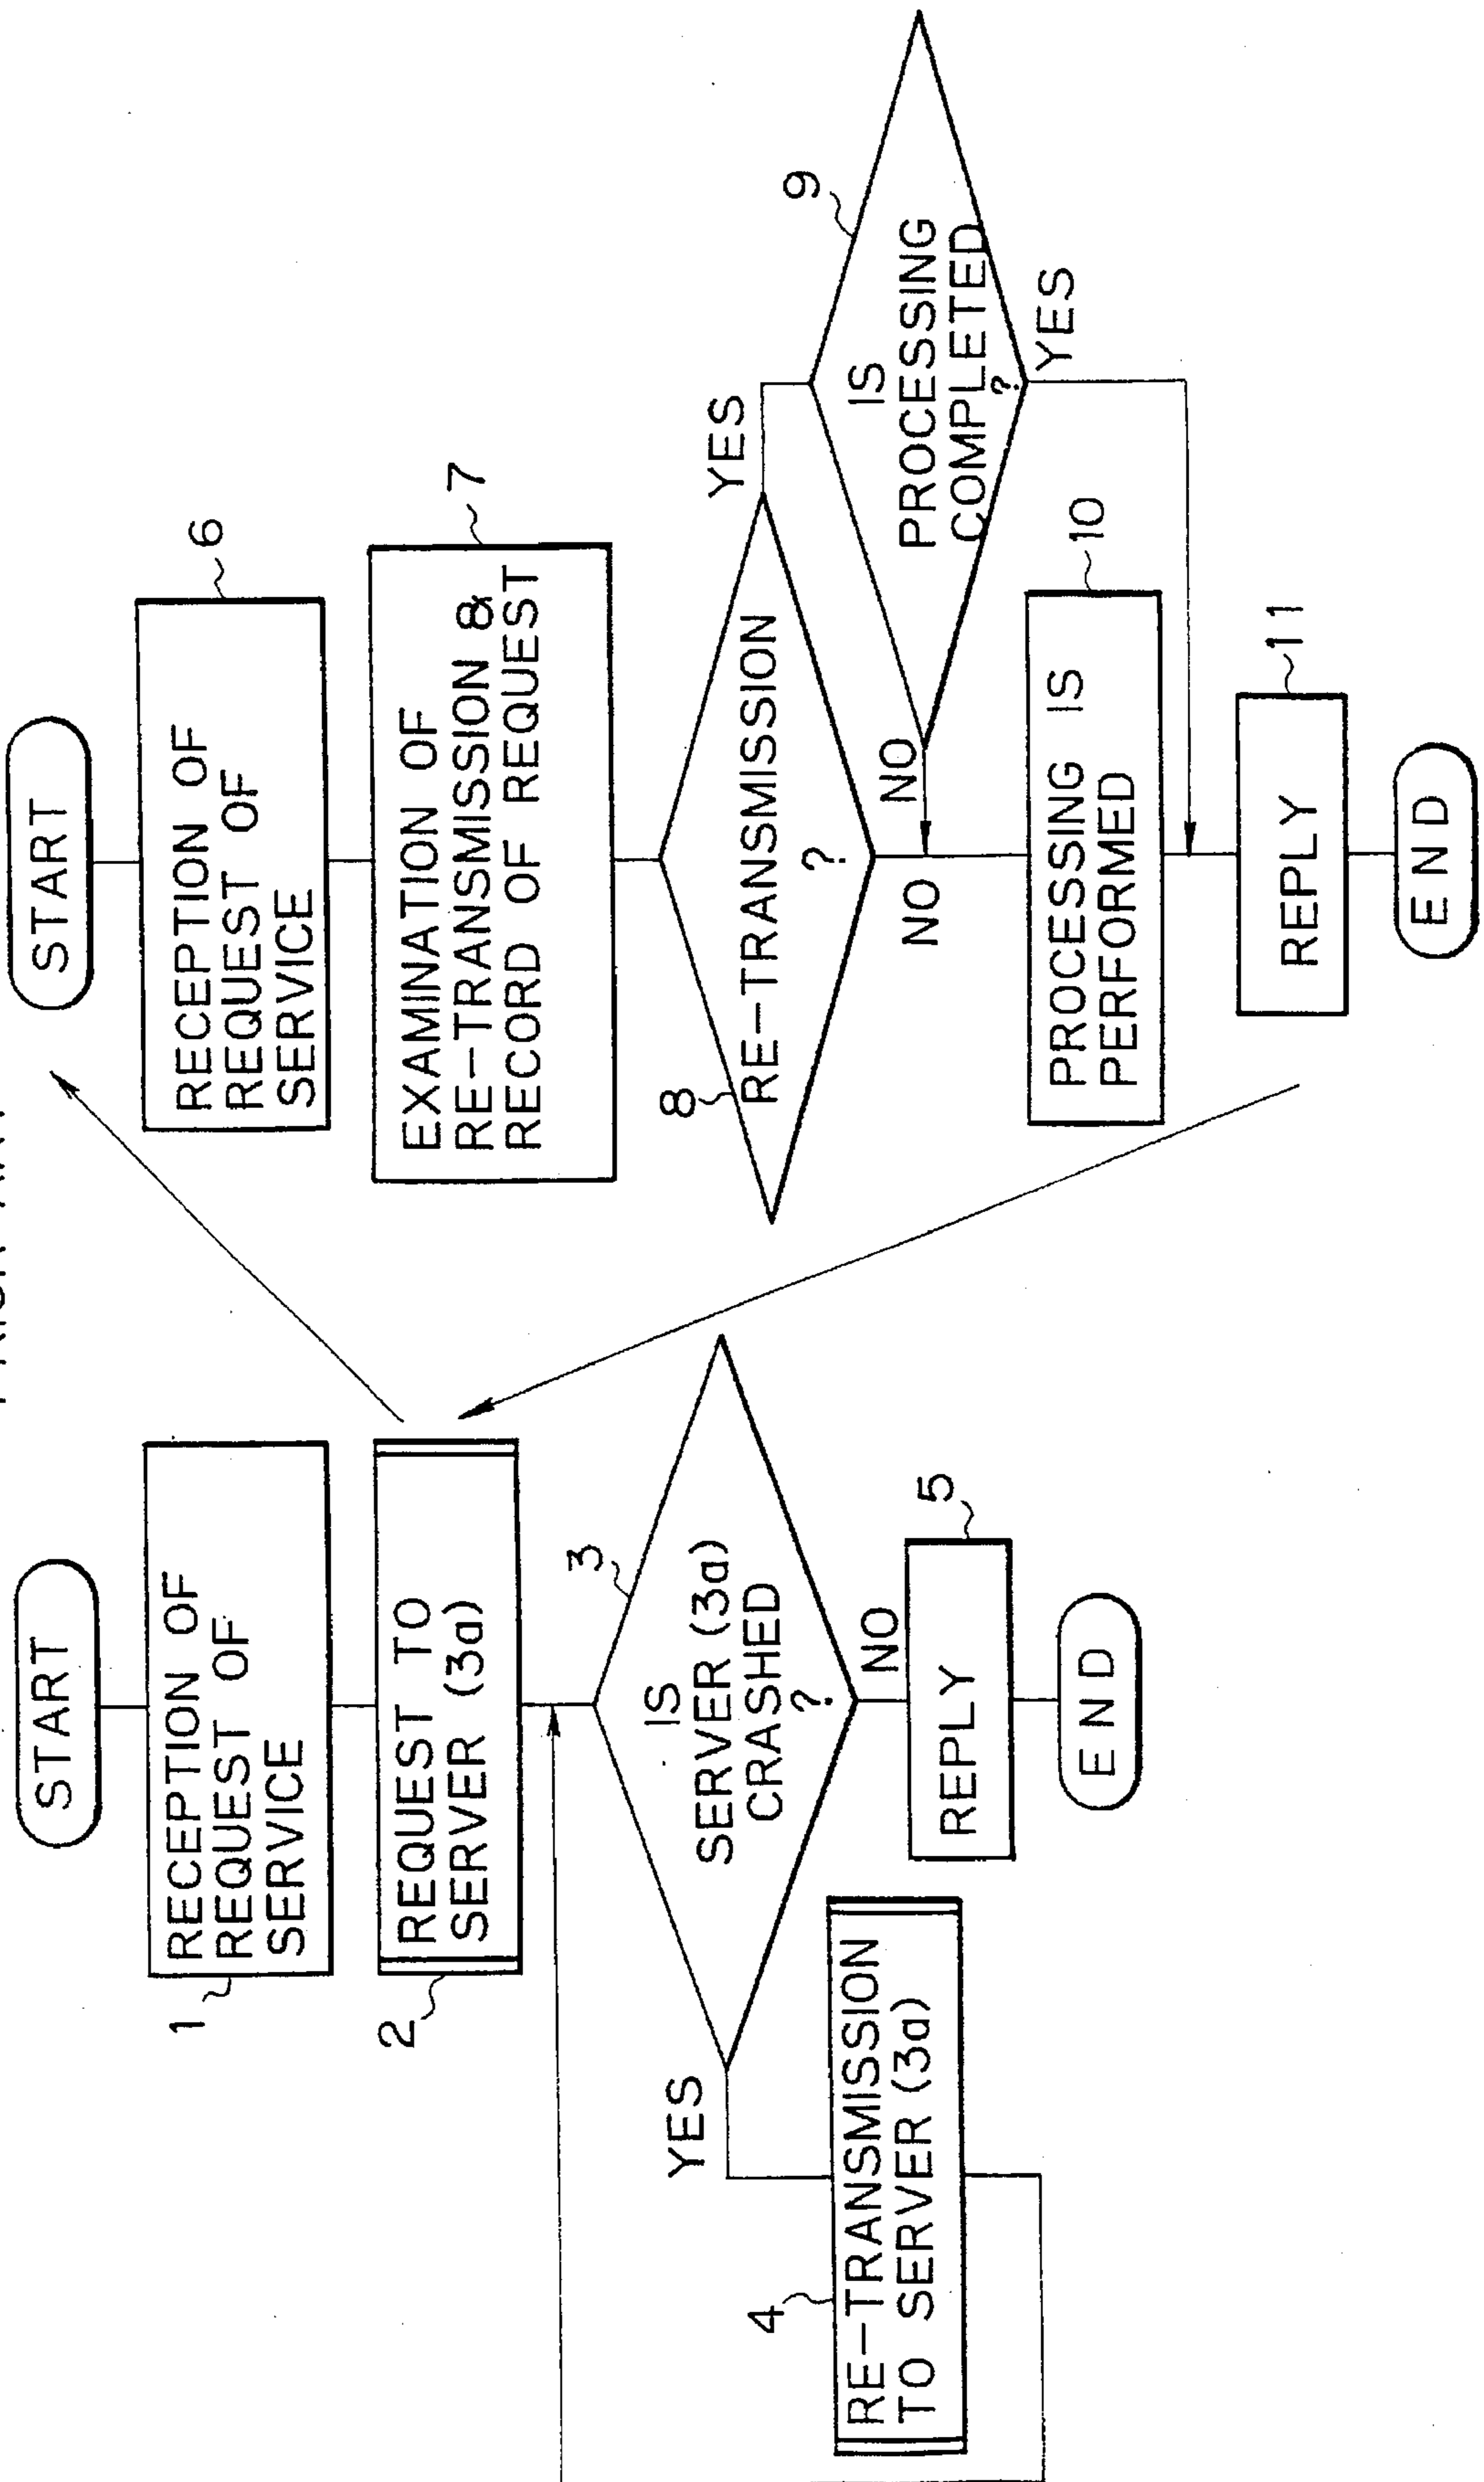 PRIOR ART
START
1
RECEPTION OF
REQUEST OF
SERVICE
2
REQUEST TO
SERVER (3a)
3
IS
SERVER (3a)
CRASHED
?
YES
NO
4
RE-TRANSMISSION
TO SERVER (3a)
5
REPLY
END
START
6
RECEPTION OF
REQUEST OF
SERVICE
7
EXAMINATION OF
RE-TRANSMISSION &
RECORD OF REQUEST
8
RE-TRANSMISSION
?
YES
NO
9
IS
PROCESSING
COMPLETED
?
NO
YES
10
PROCESSING IS
PERFORMED
11
REPLY
END